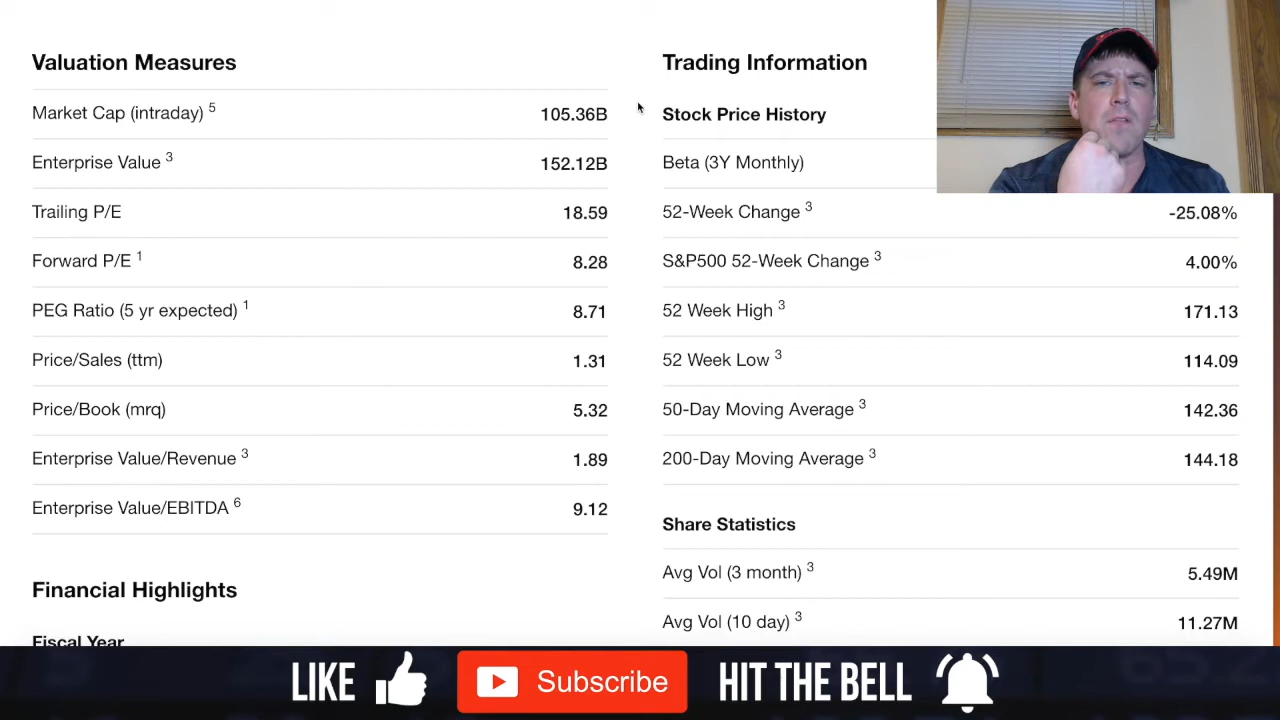 Valuation Measures
Market Cap (intraday) 5 105.36B
Enterprise Value 3 152.12B
Trailing P/E 18.59
Forward P/E 1 8.28
PEG Ratio (5 yr expected) 1 8.71
Price/Sales (ttm) 1.31
Price/Book (mrq) 5.32
Enterprise Value/Revenue 3 1.89
Enterprise Value/EBITDA 6 9.12
Financial Highlights
Fiscal Year
Trading Information
Stock Price History
Beta (3Y Monthly)
52-Week Change 3 -25.08%
S&P500 52-Week Change 3 4.00%
52 Week High 3 171.13
52 Week Low 3 114.09
50-Day Moving Average 3 142.36
200-Day Moving Average 3 144.18
Share Statistics
Avg Vol (3 month) 3 5.49M
Avg Vol (10 day) 3 11.27M
LIKE Subscribe HIT THE BELL